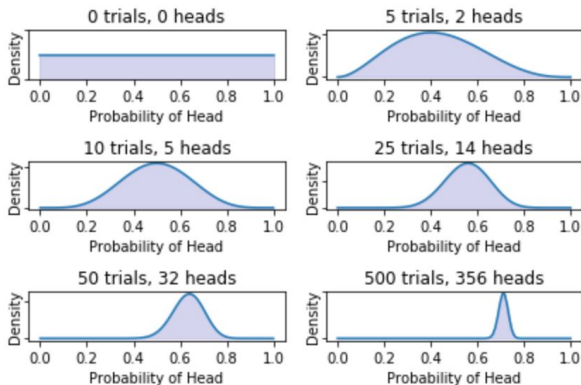 0 trials, 0 heads
Density
0.0 0.2 0.4 0.6 0.8 1.0
Probability of Head
5 trials, 2 heads
Density
0.0 0.2 0.4 0.6 0.8 1.0
Probability of Head
10 trials, 5 heads
Density
0.0 0.2 0.4 0.6 0.8 1.0
Probability of Head
25 trials, 14 heads
Density
0.0 0.2 0.4 0.6 0.8 1.0
Probability of Head
50 trials, 32 heads
Density
0.0 0.2 0.4 0.6 0.8 1.0
Probability of Head
500 trials, 356 heads
Density
0.0 0.2 0.4 0.6 0.8 1.0
Probability of Head